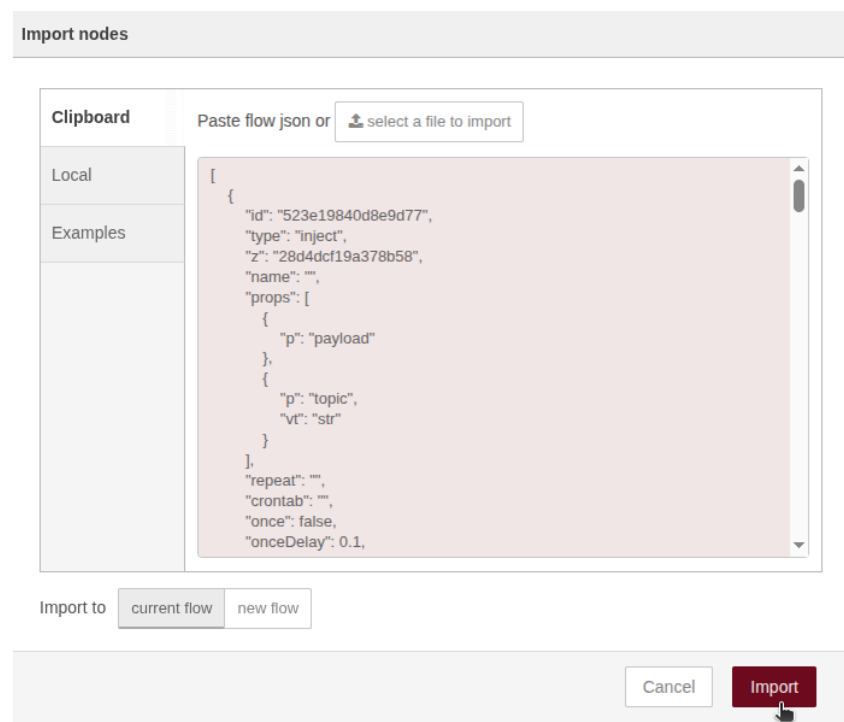 Import nodes
Clipboard
Local
Examples
Paste flow json or select a file to import
[
{
"id": "523e19840d8e9d77",
"type": "inject",
"z": "28d4dcf19a378b58",
"name": "",
"props": [
{
"p": "payload"
},
{
"p": "topic",
"vt": "str"
}
],
"repeat": "",
"crontab": "",
"once": false,
"onceDelay": 0.1,
Import to current flow new flow
Cancel Import